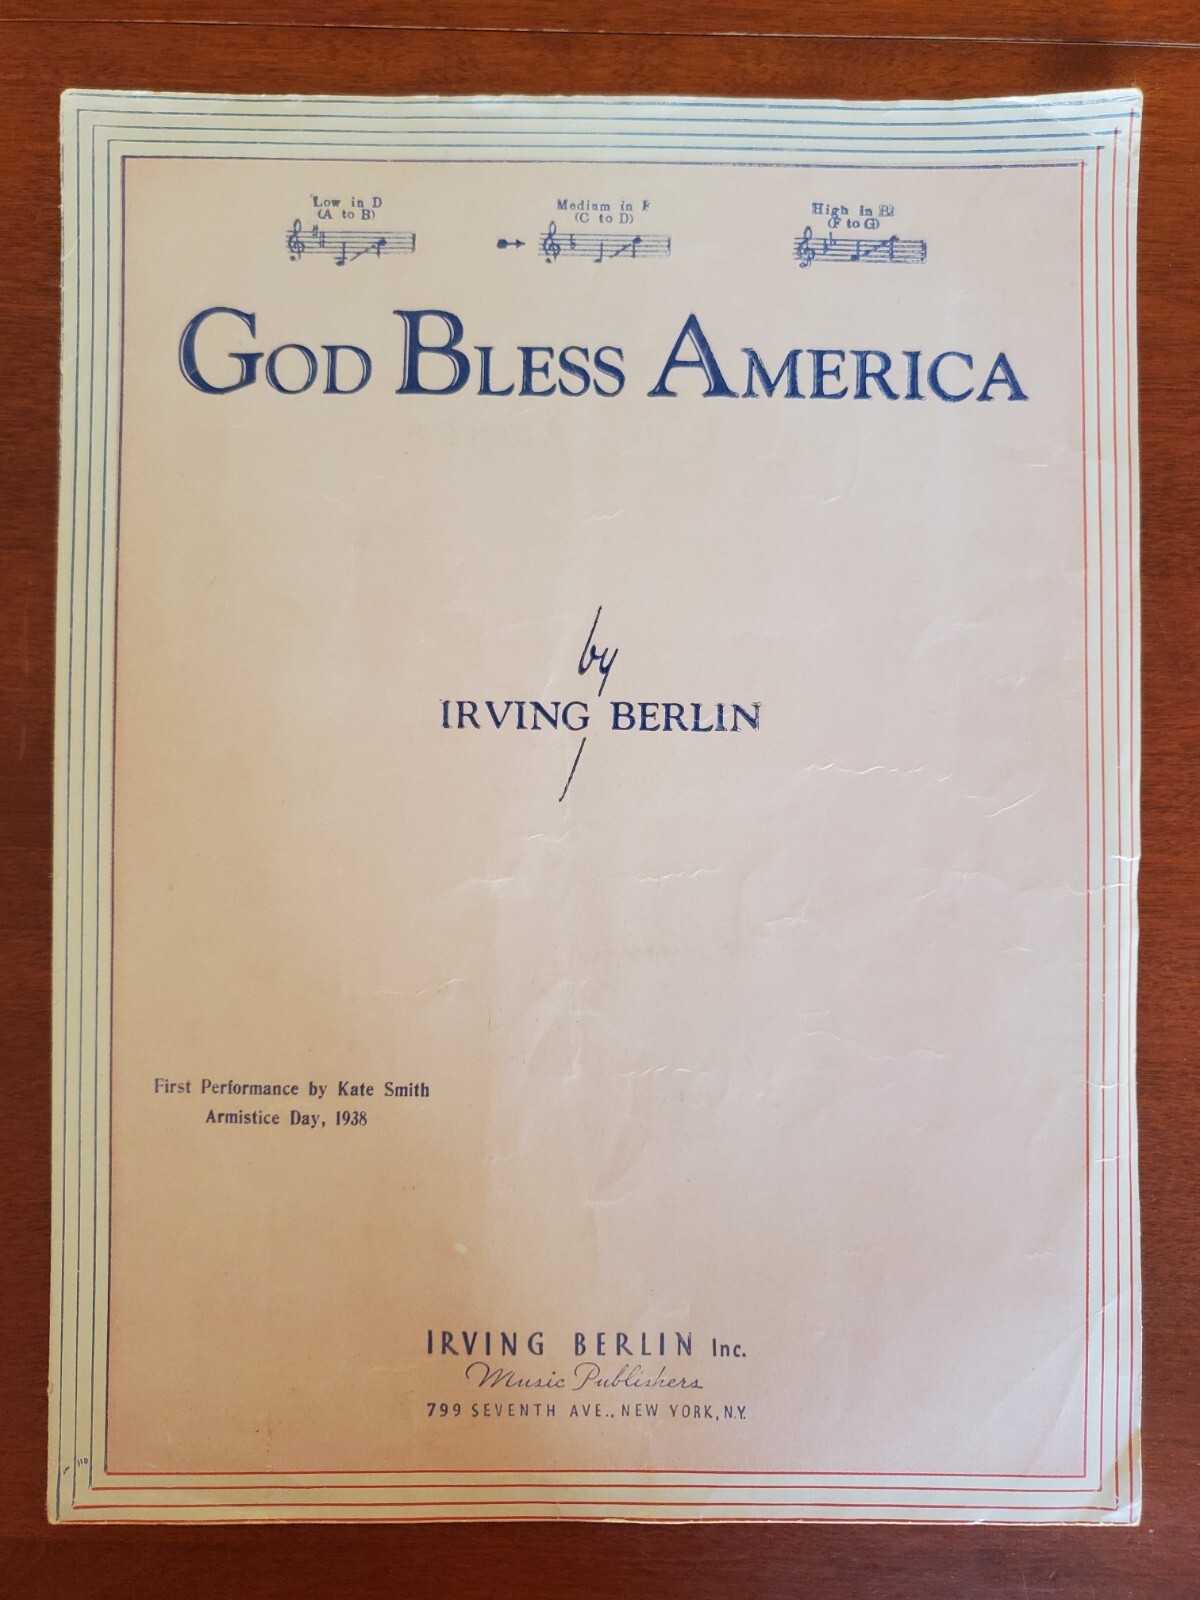 Low in D
(A to B)
Medium in F
(C to D)
High in B♭
(F to G)
GOD BLESS AMERICA
by
IRVING BERLIN
First Performance by Kate Smith
Armistice Day, 1938
IRVING BERLIN Inc.
Music Publishers
799 SEVENTH AVE., NEW YORK, N.Y.
110